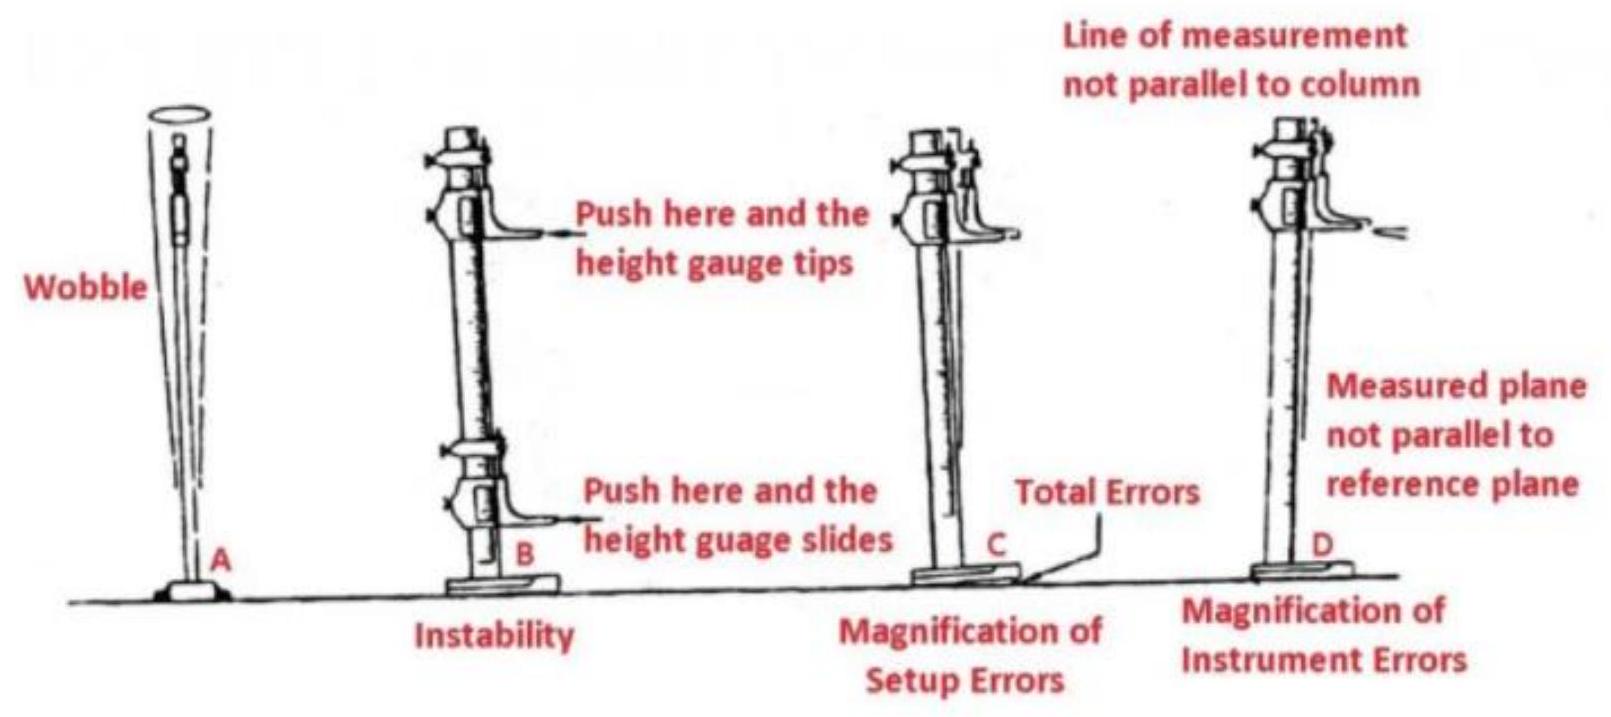 Line of measurement
not parallel to column
Push here and the
height gauge tips
Wobble
Measured plane
not parallel to
reference plane
Push here and the
height guage slides
Total Errors
A
B
C
D
Instability
Magnification of
Setup Errors
Magnification of
Instrument Errors